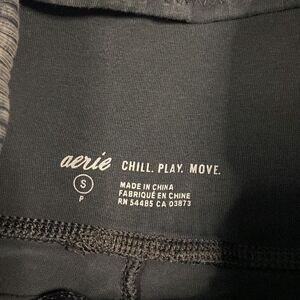 aerie CHILL. PLAY. MOVE.
S
P
MADE IN CHINA
FABRIQUÉ EN CHINE
RN 54485 CA 03873